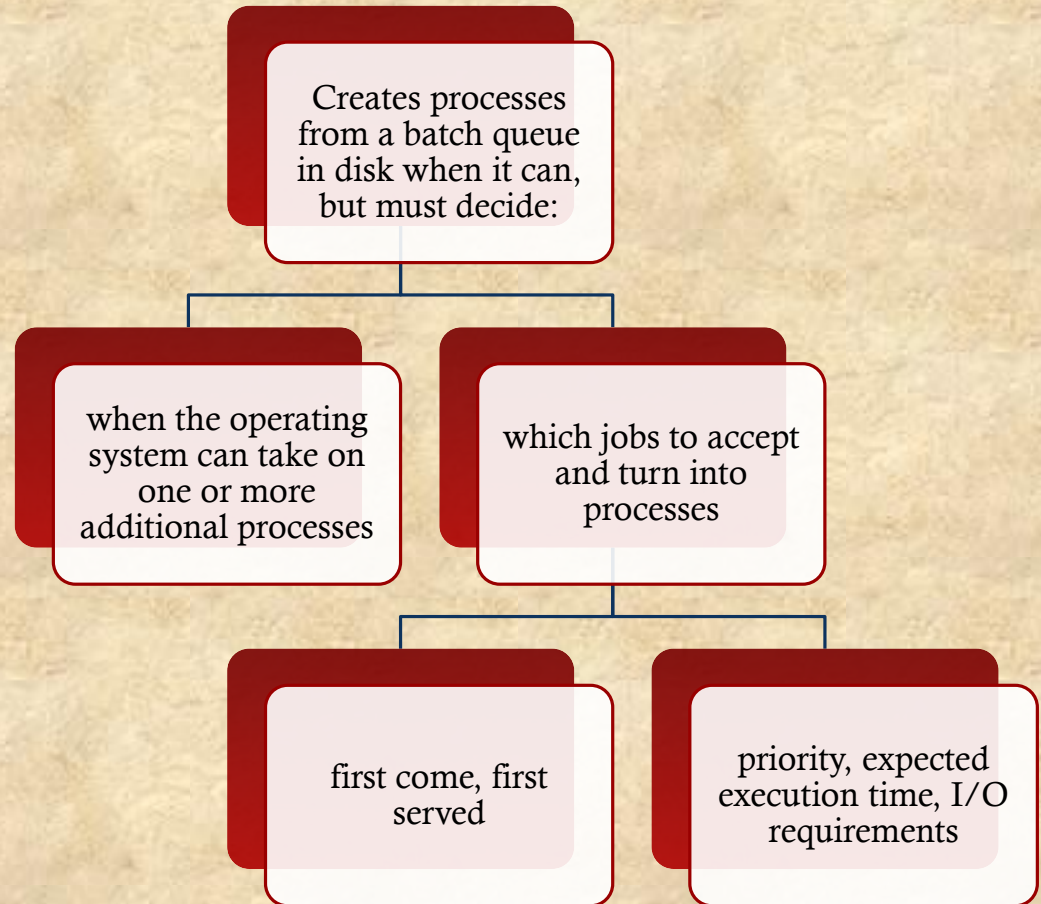 Creates processes
from a batch queue
in disk when it can,
but must decide:
when the operating
system can take on
one or more
additional processes
which jobs to accept
and turn into
processes
first come, first
served
priority, expected
execution time, I/O
requirements